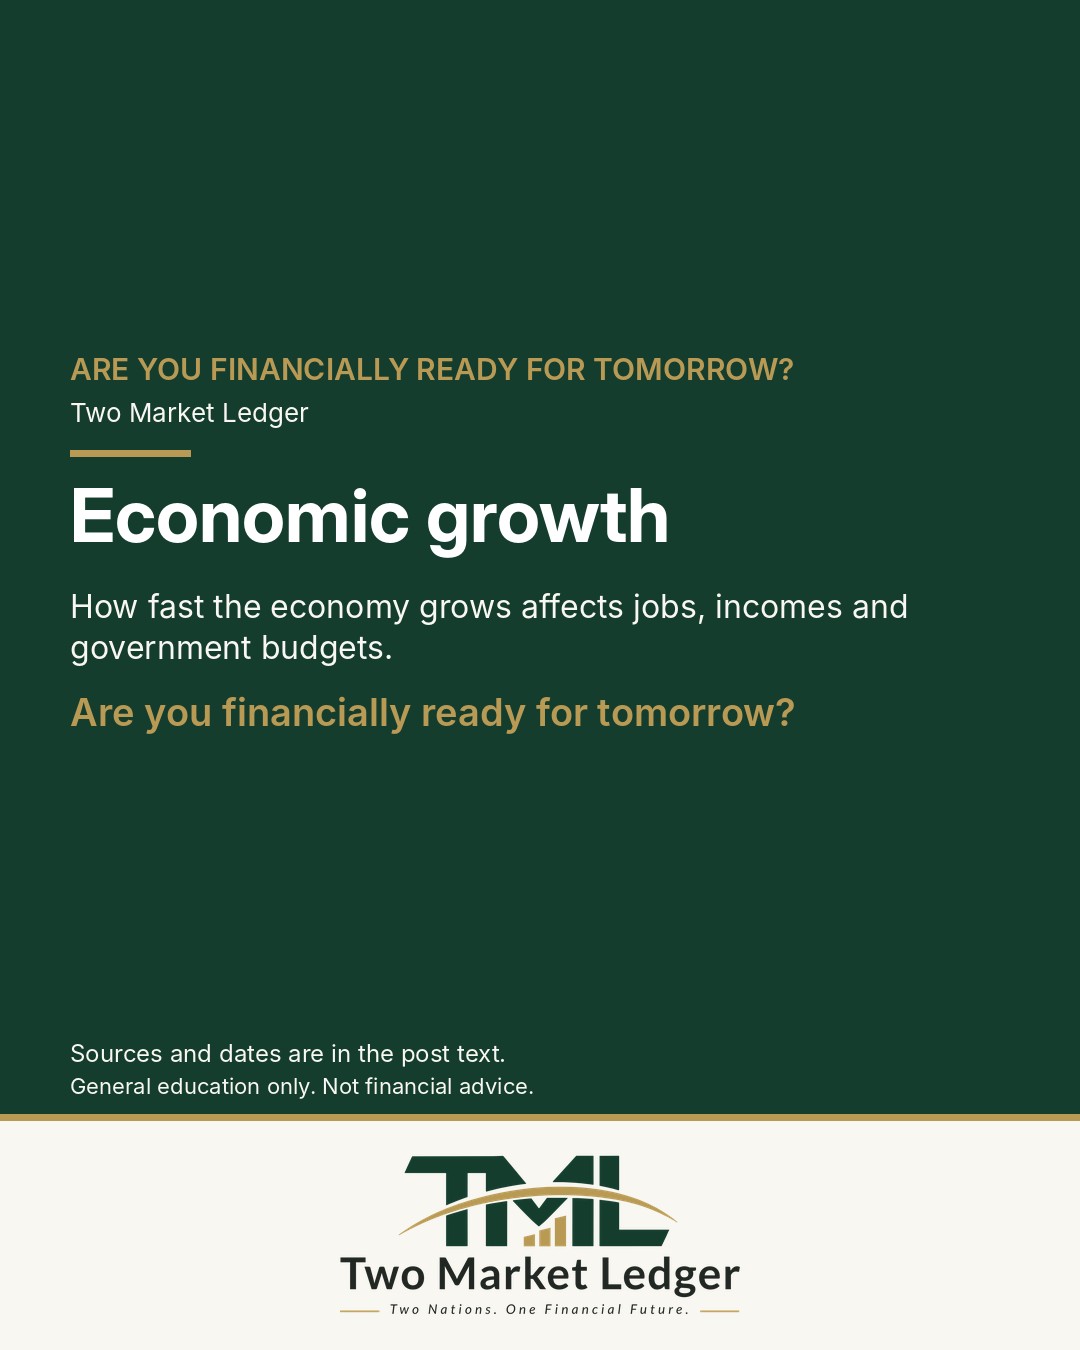 ARE YOU FINANCIALLY READY FOR TOMORROW?
Two Market Ledger
Economic growth
How fast the economy grows affects jobs, incomes and
government budgets.
Are you financially ready for tomorrow?
Sources and dates are in the post text.
General education only. Not financial advice.
TML
Two Market Ledger
Two Nations. One Financial Future.